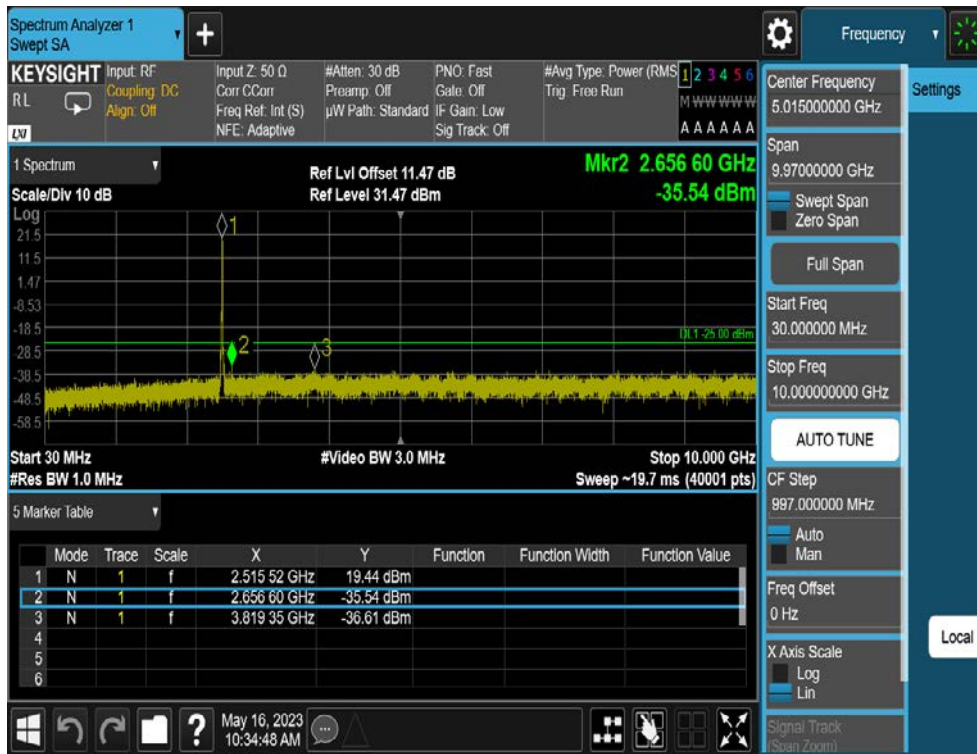 Spectrum Analyzer 1
Swept SA
+
Frequency
KEYSIGHT
RL
LXI
Input: RF
Coupling: DC
Align: Off
Input Z: 50 Ω
Corr CCorr
Freq Ref: Int (S)
NFE: Adaptive
#Atten: 30 dB
Preamp: Off
µW Path: Standard
PNO: Fast
Gate: Off
IF Gain: Low
Sig Track: Off
#Avg Type: Power (RMS
Trig: Free Run
1 2 3 4 5 6
M W W W W W
A A A A A A
1 Spectrum
Scale/Div 10 dB
Ref Lvl Offset 11.47 dB
Ref Level 31.47 dBm
Mkr2 2.656 60 GHz
-35.54 dBm
Log
21.5
11.5
1.47
-8.53
-18.5
-28.5
-38.5
-48.5
-58.5
1
2
3
DL1 -25.00 dBm
Start 30 MHz
#Video BW 3.0 MHz
Stop 10.000 GHz
#Res BW 1.0 MHz
Sweep ~19.7 ms (40001 pts)
5 Marker Table
Mode Trace Scale X Y Function Function Width Function Value
1 N 1 f 2.515 52 GHz 19.44 dBm
2 N 1 f 2.656 60 GHz -35.54 dBm
3 N 1 f 3.819 35 GHz -36.61 dBm
4
5
6
Center Frequency
5.015000000 GHz
Span
9.97000000 GHz
Swept Span
Zero Span
Full Span
Start Freq
30.000000 MHz
Stop Freq
10.000000000 GHz
AUTO TUNE
CF Step
997.000000 MHz
Auto
Man
Freq Offset
0 Hz
X Axis Scale
Log
Lin
Signal Track
(Span Zoom)
Settings
Local
?
May 16, 2023
10:34:48 AM